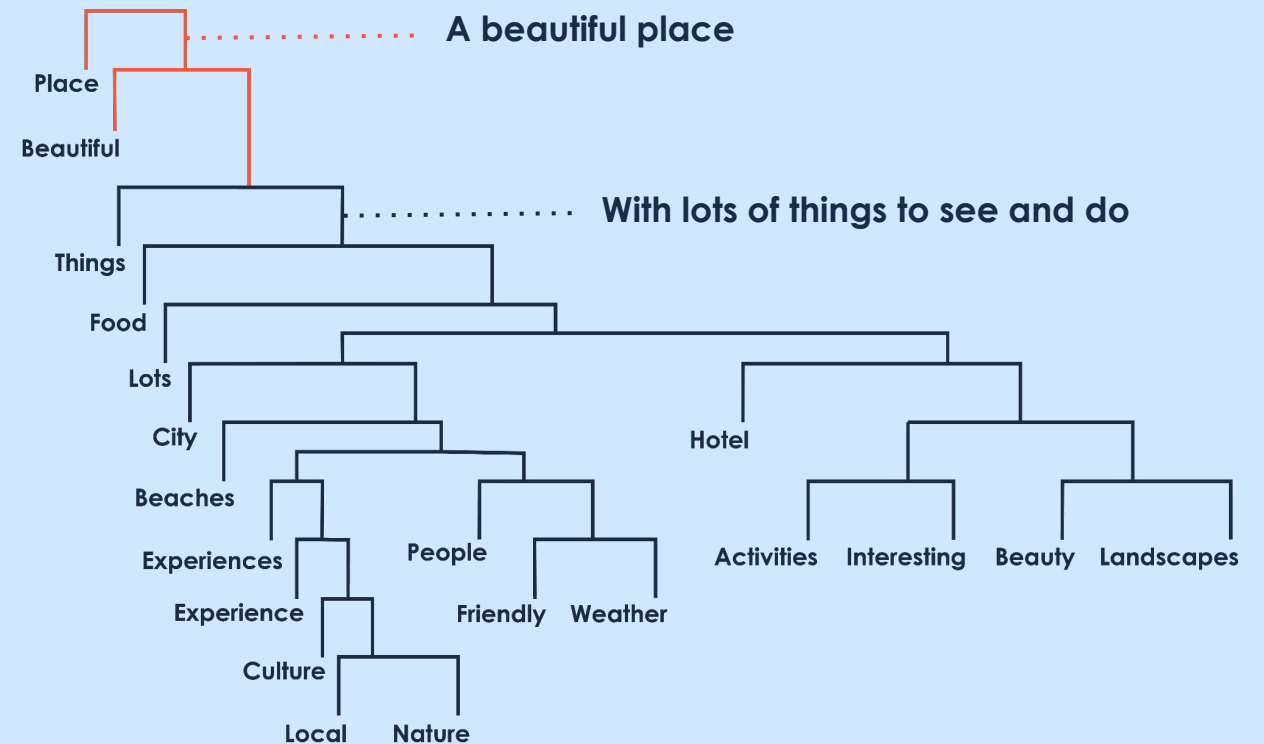 A beautiful place
Place
Beautiful
With lots of things to see and do
Things
Food
Lots
City
Hotel
Beaches
Experiences
People
Activities
Interesting
Beauty
Landscapes
Experience
Friendly
Weather
Culture
Local
Nature